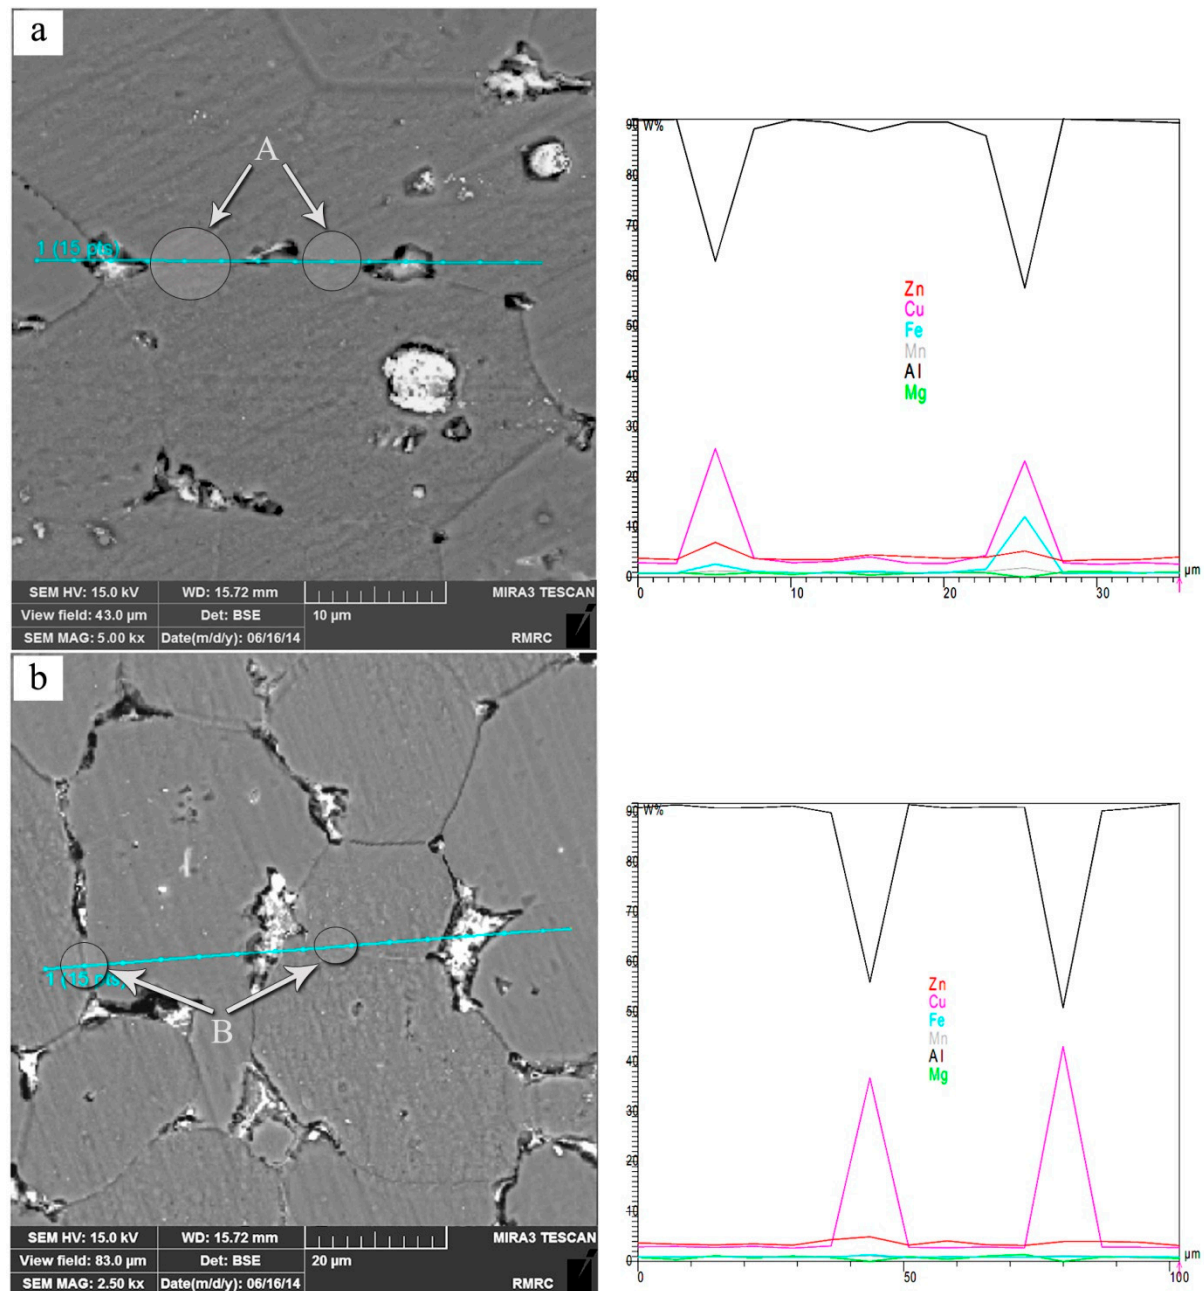 a
A
1 (15 pts)
SEM HV: 15.0 kV
WD: 15.72 mm
MIRA3 TESCAN
View field: 43.0 µm
Det: BSE
10 µm
SEM MAG: 5.00 kx
Date(m/d/y): 06/16/14
RMRC
90
W%
80
70
60
Zn
Cu
Fe
Mn
Al
Mg
50
40
30
20
10
0
µm
0
10
20
30
b
1 (15 pts)
B
SEM HV: 15.0 kV
WD: 15.72 mm
MIRA3 TESCAN
View field: 83.0 µm
Det: BSE
20 µm
SEM MAG: 2.50 kx
Date(m/d/y): 06/16/14
RMRC
90
W%
80
70
60
50
Zn
Cu
Fe
Mn
Al
Mg
40
30
20
10
0
µm
0
50
100